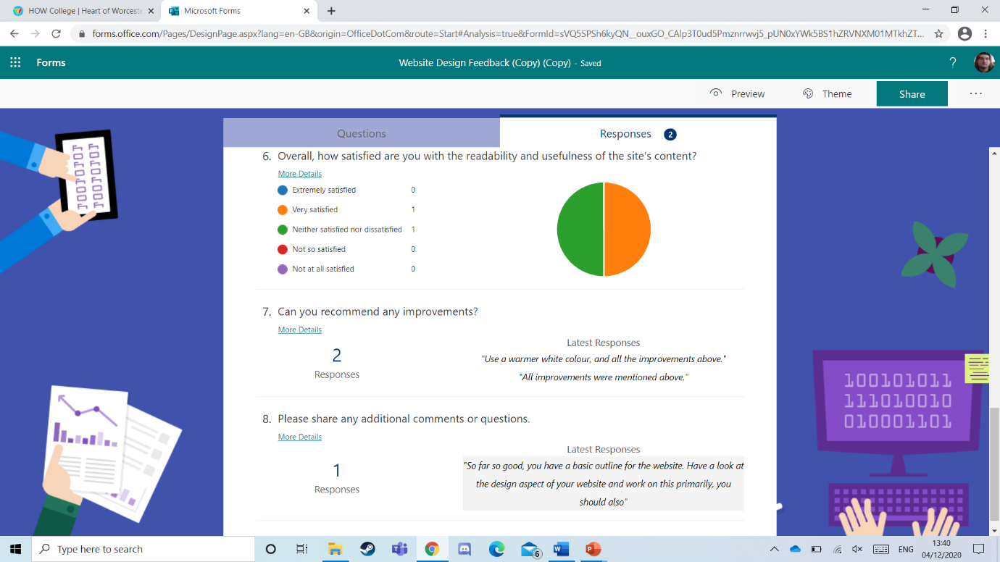 HOW College | Heart of Worceste
Microsoft Forms
forms.office.com/Pages/DesignPage.aspx?lang=en-GB&origin=OfficeDotCom&route=Start#Analysis=true&FormId=sVQ5SPSh6kyQN__ouxGO_CAlp3T0ud5Pmznrrwvj5_pUN0xYWk5BS1hZRVNXM01MTkhZT...
Forms
Website Design Feedback (Copy) (Copy) - Saved
?
Preview
Theme
Share
Questions
Responses 2
6. Overall, how satisfied are you with the readability and usefulness of the site's content?
More Details
Extremely satisfied 0
Very satisfied 1
Neither satisfied nor dissatisfied 1
Not so satisfied 0
Not at all satisfied 0
7. Can you recommend any improvements?
More Details
2
Responses
Latest Responses
"Use a warmer white colour, and all the improvements above."
"All improvements were mentioned above."
8. Please share any additional comments or questions.
More Details
1
Responses
Latest Responses
"So far so good, you have a basic outline for the website. Have a look at
the design aspect of your website and work on this primarily, you
should also"
100101011
111010010
010001101
Type here to search
6
ENG
13:40
04/12/2020